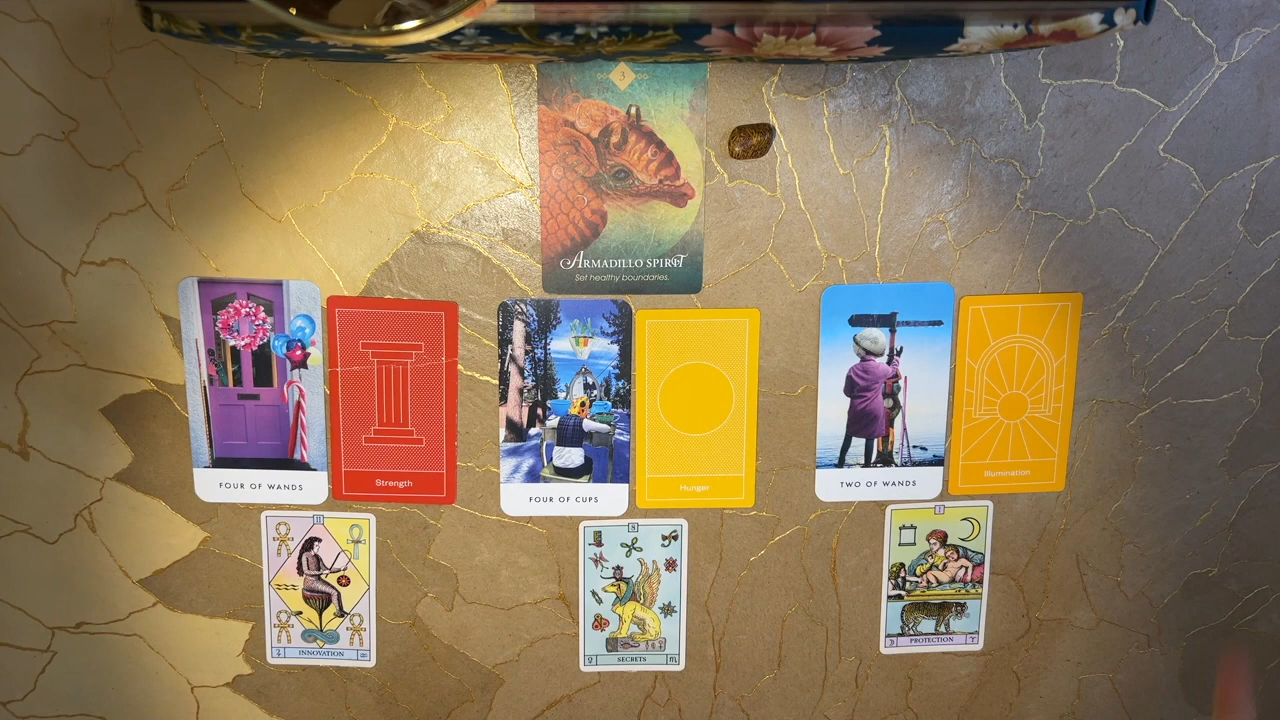 3
ARMADILLO SPIRIT
Set healthy boundaries.
FOUR OF WANDS
Strength
FOUR OF CUPS
Hunger
TWO OF WANDS
Illumination
II
INNOVATION
8
SECRETS
I
PROTECTION